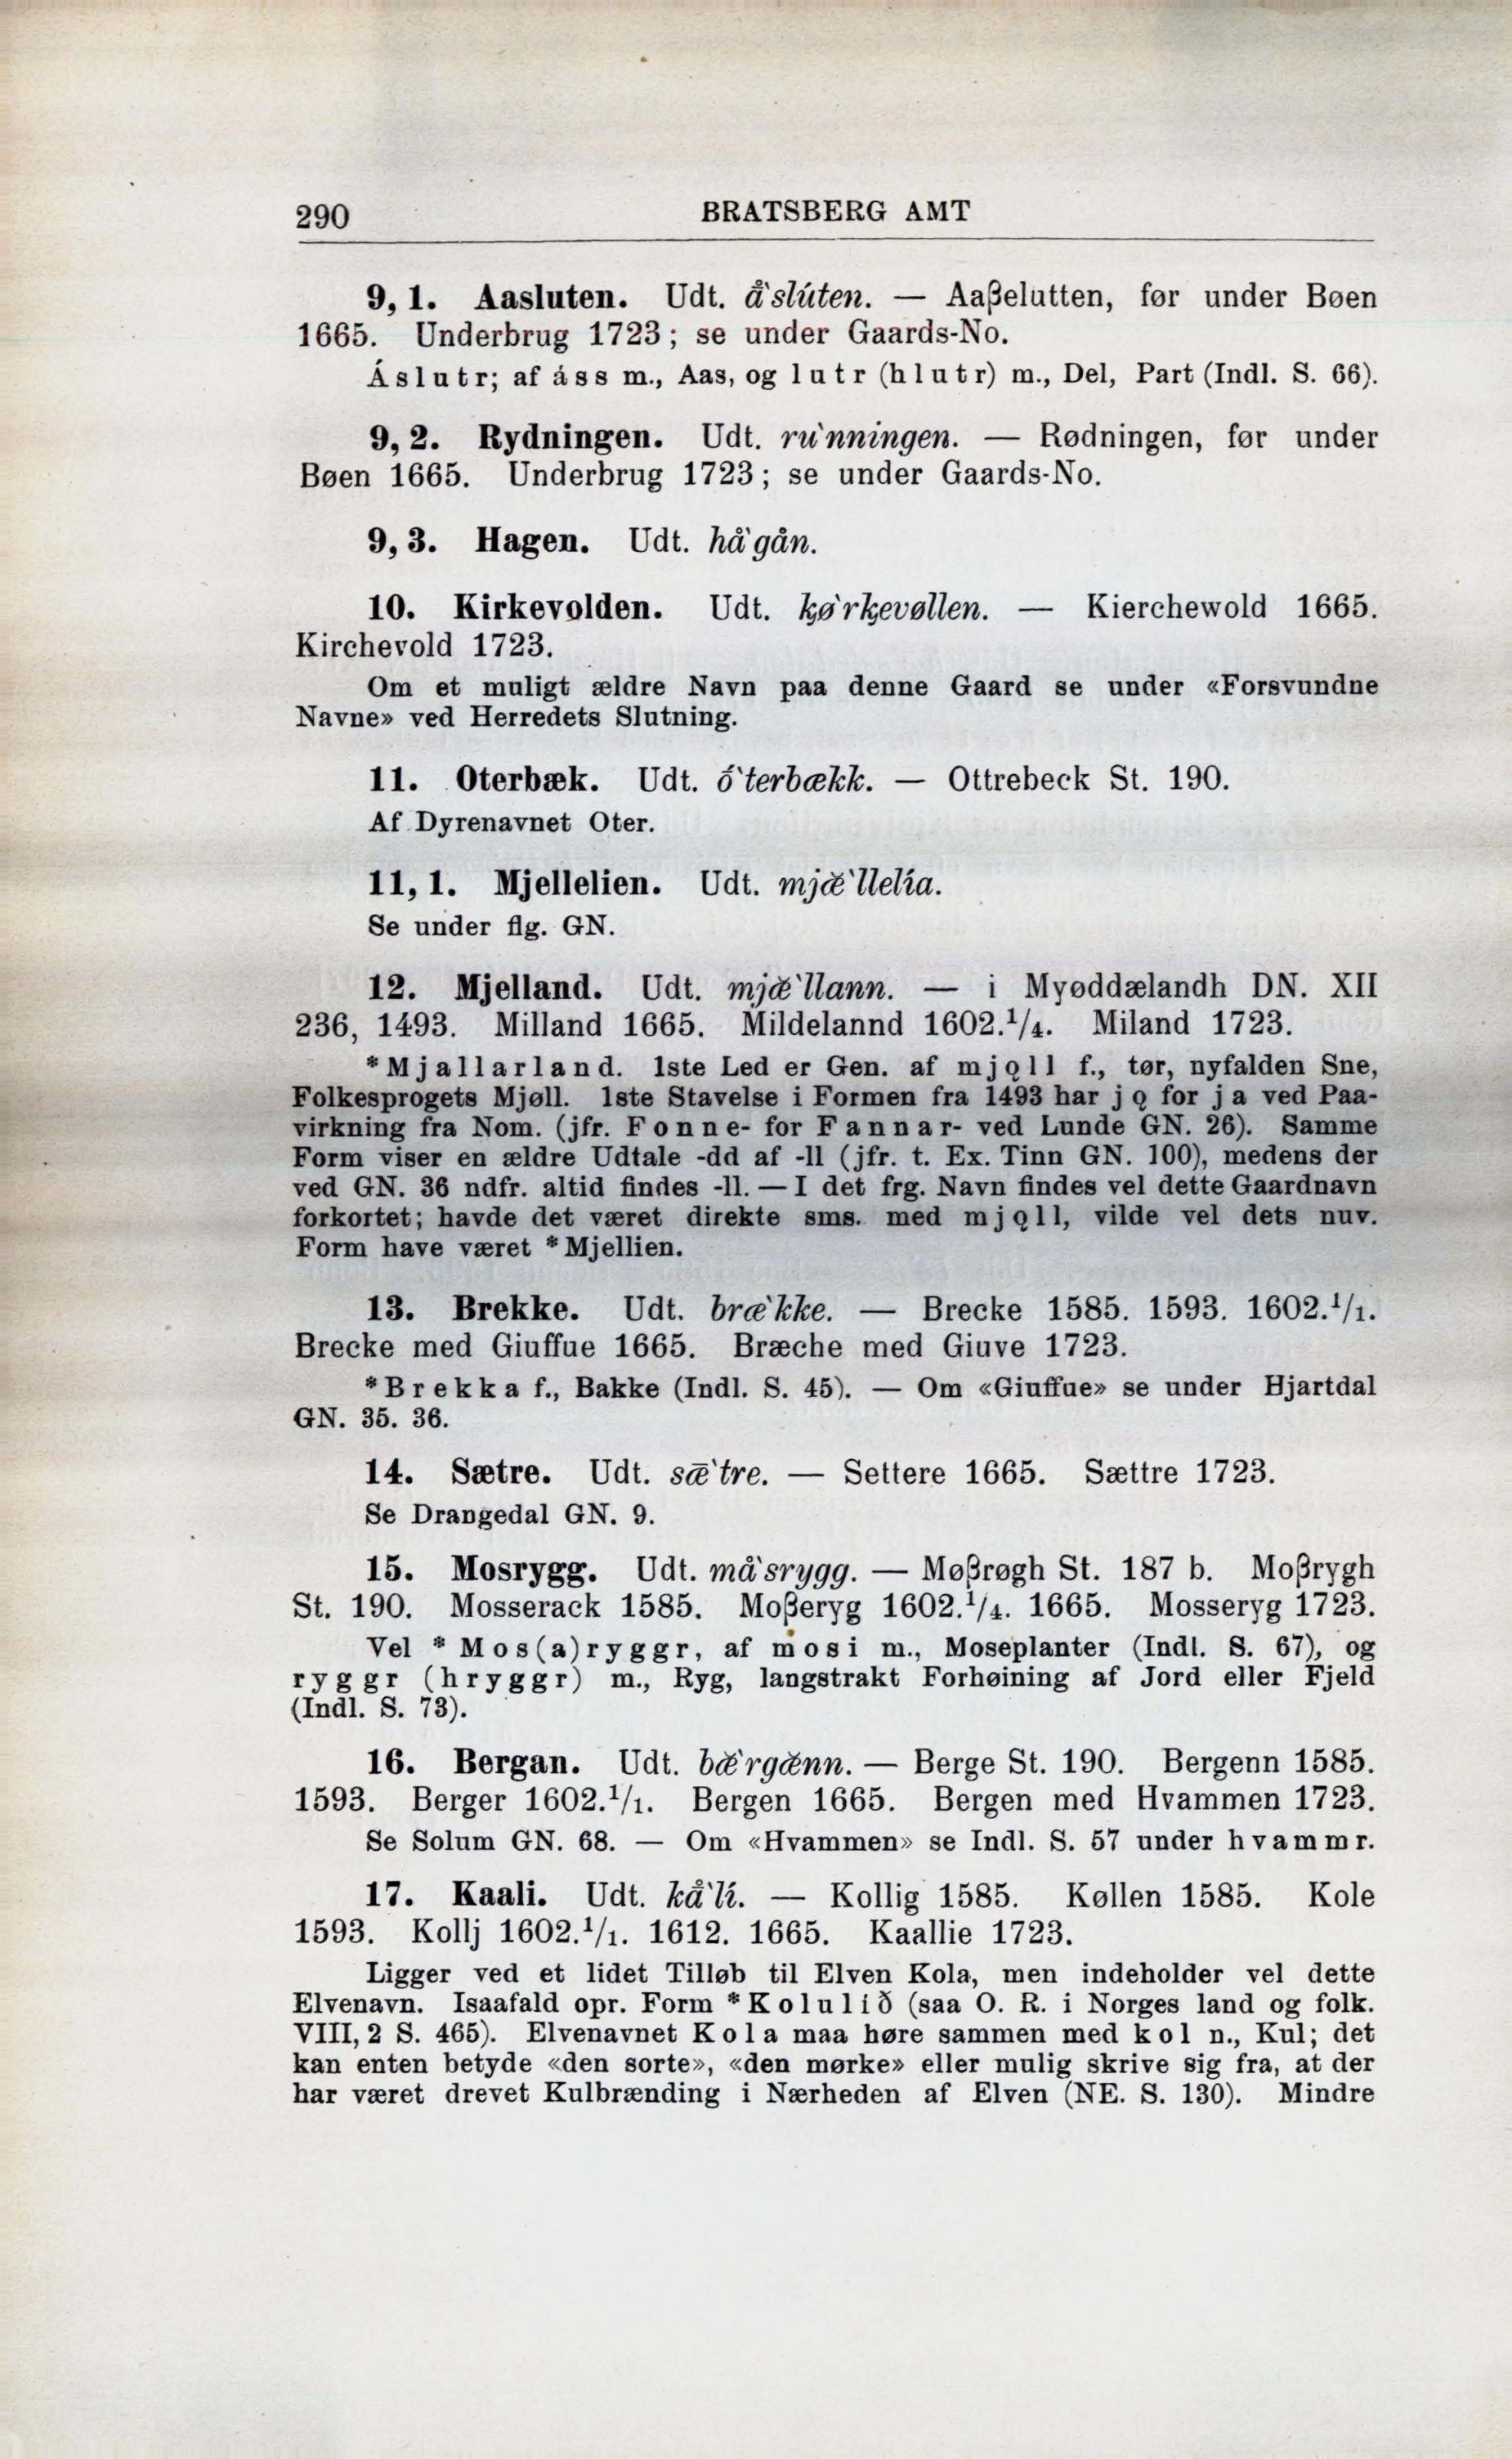 290
BRATSBERG AMT
9, 1. Aasluten. Udt. å`slúten. — Aaßelutten, før under Bøen
1665. Underbrug 1723; se under Gaards-No.
Áslutr; af áss m., Aas, og lutr (hlutr) m., Del, Part (Indl. S. 66).
9, 2. Rydningen. Udt. ru`nningen. — Rødningen, før under
Bøen 1665. Underbrug 1723; se under Gaards-No.
9, 3. Hagen. Udt. hå`gån.
10. Kirkevolden. Udt. ķø`rķevøllen. — Kierchewold 1665.
Kirchevold 1723.
Om et muligt ældre Navn paa denne Gaard se under «Forsvundne
Navne» ved Herredets Slutning.
11. Oterbæk. Udt. ó`terbækk. — Ottrebeck St. 190.
Af Dyrenavnet Oter.
11, 1. Mjellelien. Udt. mjæ`llelia.
Se under flg. GN.
12. Mjelland. Udt. mjæ`llann. — i Myøddælandh DN. XII
236, 1493. Milland 1665. Mildelannd 1602.¹/₄. Miland 1723.
*Mjallarland. 1ste Led er Gen. af mjǫll f., tør, nyfalden Sne,
Folkesprogets Mjøll. 1ste Stavelse i Formen fra 1493 har jǫ for ja ved Paa-
virkning fra Nom. (jfr. Fonne- for Fannar- ved Lunde GN. 26). Samme
Form viser en ældre Udtale -dd af -ll (jfr. t. Ex. Tinn GN. 100), medens der
ved GN. 36 ndfr. altid findes -ll. — I det frg. Navn findes vel dette Gaardnavn
forkortet; havde det været direkte sms. med mjǫll, vilde vel dets nuv.
Form have været *Mjellien.
13. Brekke. Udt. bræ`kke. — Brecke 1585. 1593. 1602.¹/₁.
Brecke med Giuffue 1665. Bræche med Giuve 1723.
*Brekka f., Bakke (Indl. S. 45). — Om «Giuffue» se under Hjartdal
GN. 35. 36.
14. Sætre. Udt. sǣ`tre. — Settere 1665. Sættre 1723.
Se Drangedal GN. 9.
15. Mosrygg. Udt. må`srygg. — Møßrøgh St. 187 b. Moßrygh
St. 190. Mosserack 1585. Moßeryg 1602.¹/₄. 1665. Mosseryg 1723.
Vel *Mos(a)ryggr, af mosi m., Moseplanter (Indl. S. 67), og
ryggr (hryggr) m., Ryg, langstrakt Forhøining af Jord eller Fjeld
(Indl. S. 73).
16. Bergan. Udt. bæ`rgænn. — Berge St. 190. Bergenn 1585.
1593. Berger 1602.¹/₁. Bergen 1665. Bergen med Hvammen 1723.
Se Solum GN. 68. — Om «Hvammen» se Indl. S. 57 under hvammr.
17. Kaali. Udt. kå`lí. — Kollig 1585. Køllen 1585. Kole
1593. Kollj 1602.¹/₁. 1612. 1665. Kaallie 1723.
Ligger ved et lidet Tilløb til Elven Kola, men indeholder vel dette
Elvenavn. Isaafald opr. Form *Kolulið (saa O. R. i Norges land og folk.
VIII, 2 S. 465). Elvenavnet Kola maa høre sammen med kol n., Kul; det
kan enten betyde «den sorte», «den mørke» eller mulig skrive sig fra, at der
har været drevet Kulbrænding i Nærheden af Elven (NE. S. 130). Mindre